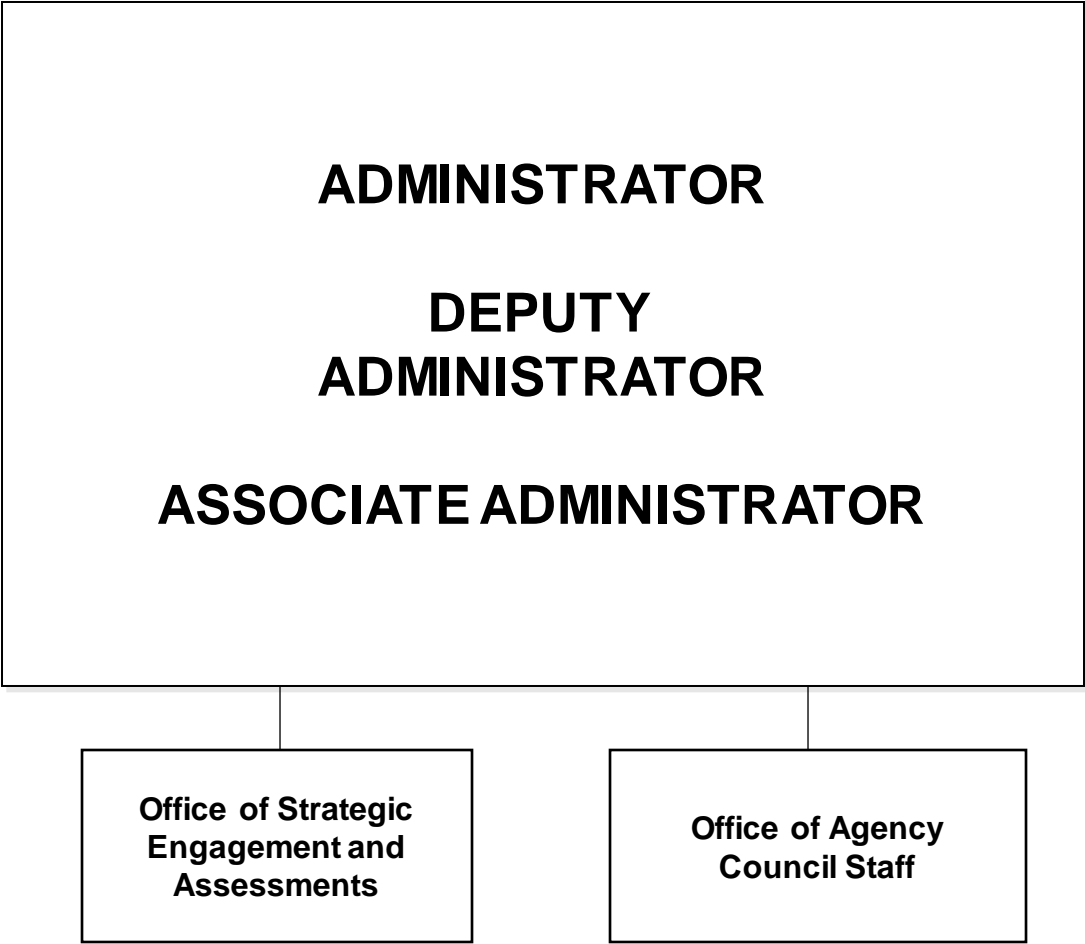 ADMINISTRATOR
DEPUTY
ADMINISTRATOR
ASSOCIATE ADMINISTRATOR
Office of Strategic
Engagement and
Assessments
Office of Agency
Council Staff